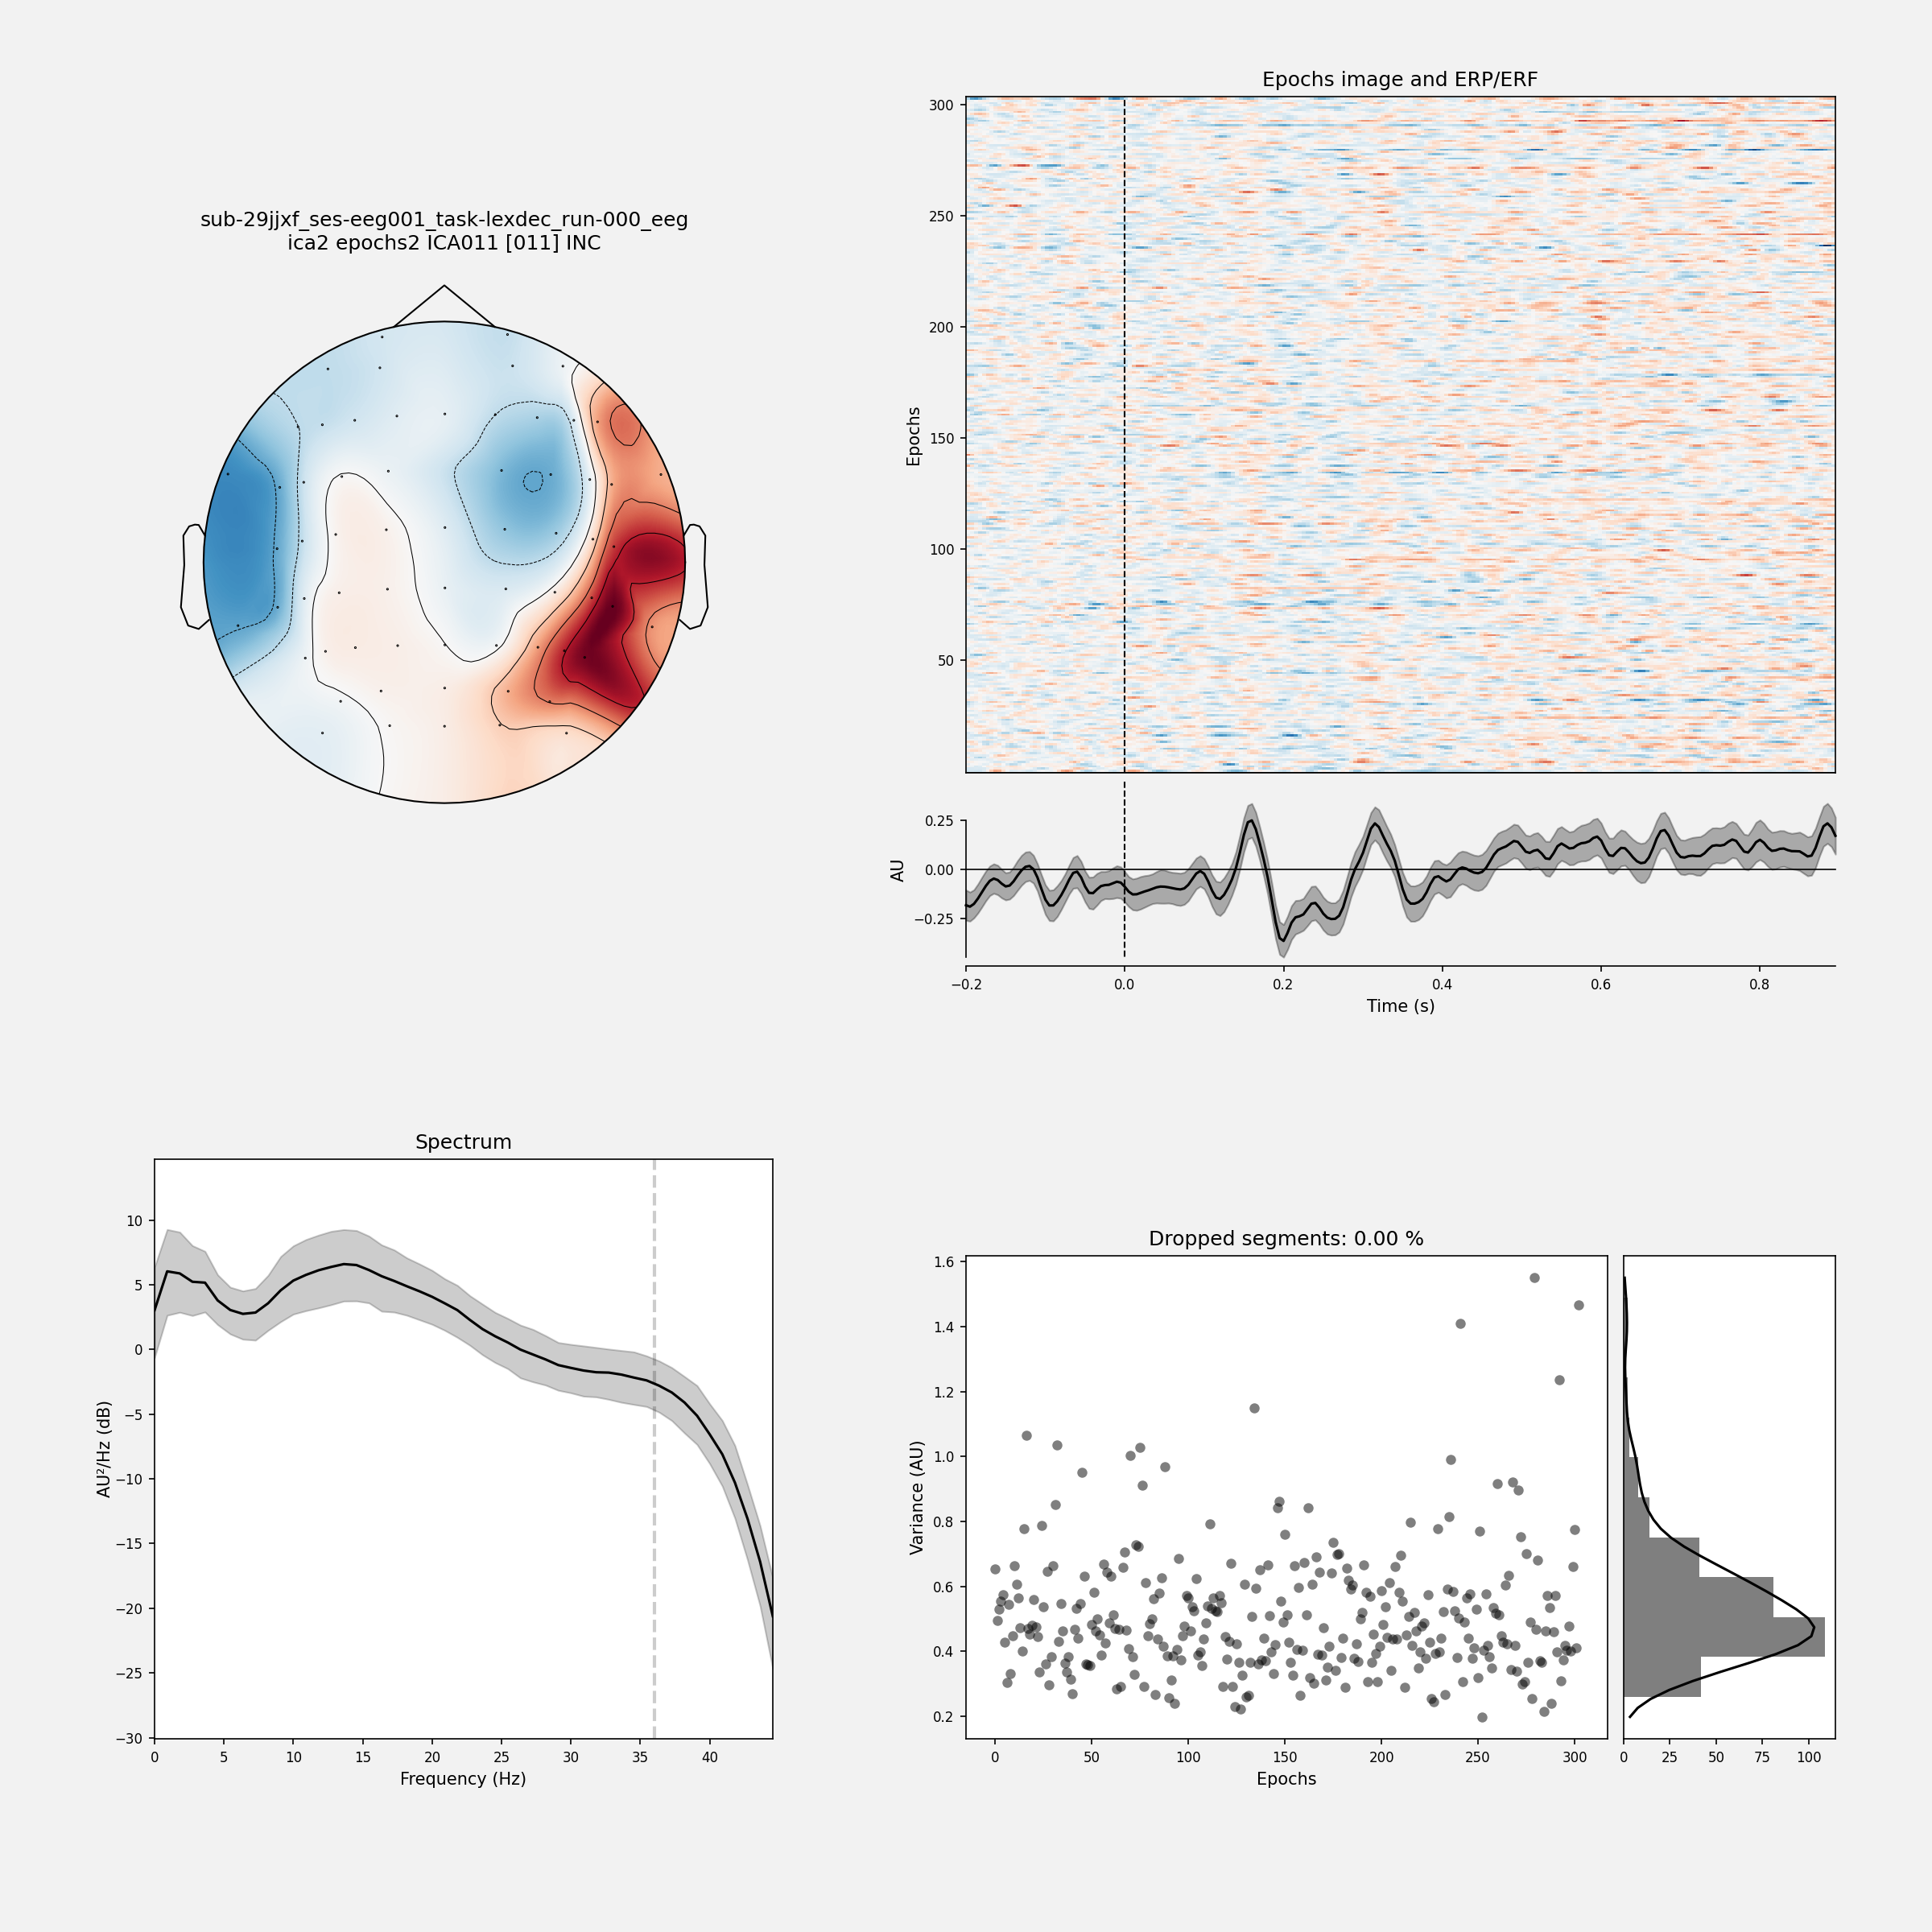 sub-29jjxf_ses-eeg001_task-lexdec_run-000_eeg
ica2 epochs2 ICA011 [011] INC
Epochs image and ERP/ERF
300
250
200
150
100
50
Epochs
0.25
0.00
−0.25
AU
−0.2 0.0 0.2 0.4 0.6 0.8
Time (s)
Spectrum
10
5
0
−5
−10
−15
−20
−25
−30
AU²/Hz (dB)
0 5 10 15 20 25 30 35 40
Frequency (Hz)
Dropped segments: 0.00 %
1.6
1.4
1.2
1.0
0.8
0.6
0.4
0.2
Variance (AU)
0 50 100 150 200 250 300
Epochs
0 25 50 75 100